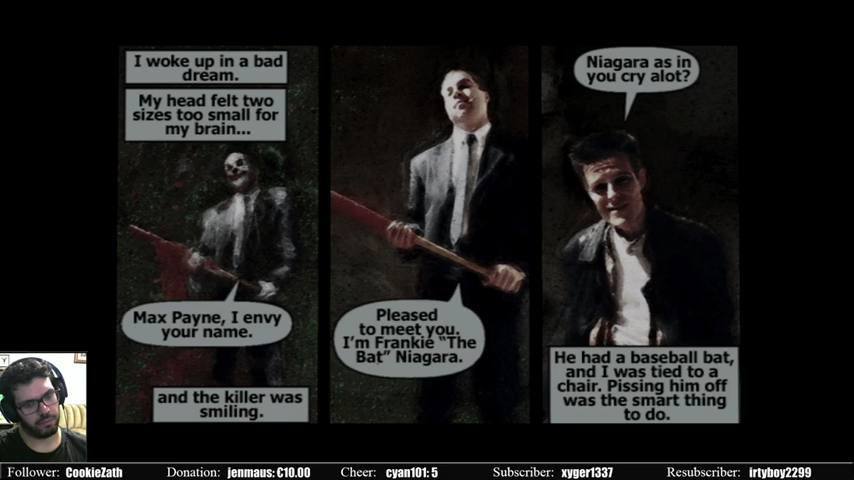 I woke up in a bad
dream.
My head felt two
sizes too small for
my brain...
Max Payne, I envy
your name.
and the killer was
smiling.
Pleased
to meet you.
I'm Frankie "The
Bat" Niagara.
Niagara as in
you cry alot?
He had a baseball bat,
and I was tied to a
chair. Pissing him off
was the smart thing
to do.
Y
Follower: CookieZath
Donation: jenmaus: €10.00
Cheer: cyan101: 5
Subscriber: xyger1337
Resubscriber: irtyboy2299